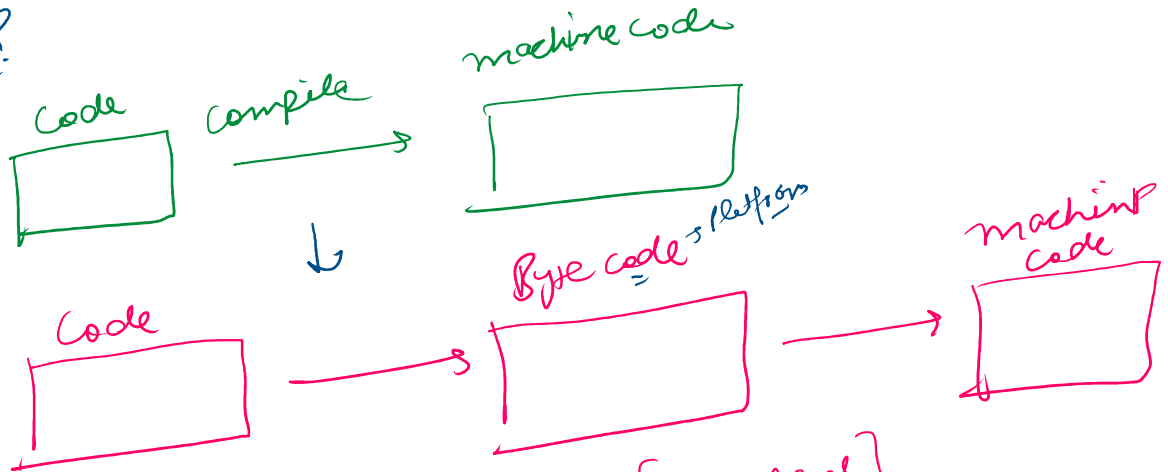 ?
machine code
Code
compile
Byte code → Platform
machine
code
Code